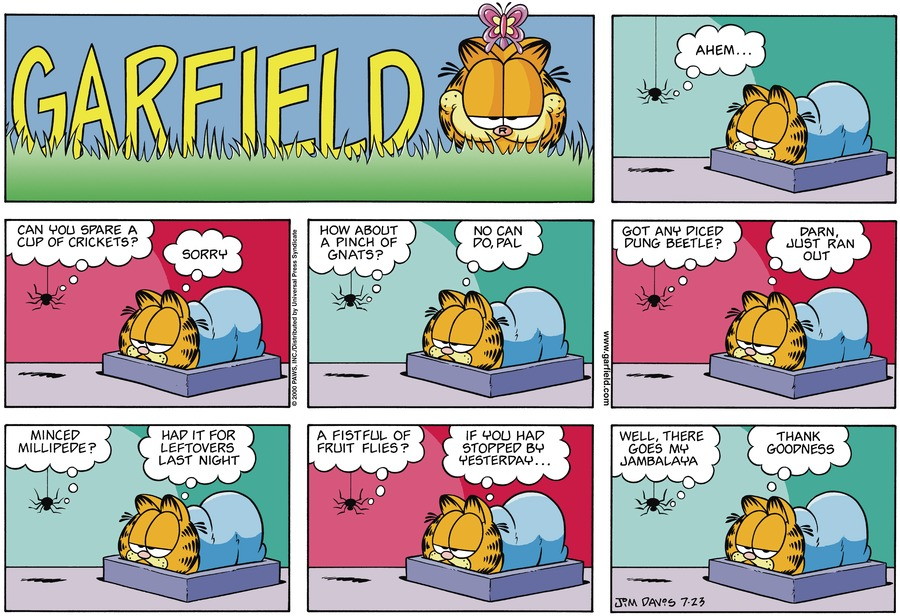 GARFIELD
AHEM...
CAN YOU SPARE A
CUP OF CRICKETS?
SORRY
© 2000 PAWS, INC./Distributed by Universal Press Syndicate
HOW ABOUT
A PINCH OF
GNATS?
NO CAN
DO, PAL
www.garfield.com
GOT ANY DICED
DUNG BEETLE?
DARN,
JUST RAN
OUT
MINCED
MILLIPEDE?
HAD IT FOR
LEFTOVERS
LAST NIGHT
A FISTFUL OF
FRUIT FLIES?
IF YOU HAD
STOPPED BY
YESTERDAY...
WELL, THERE
GOES MY
JAMBALAYA
THANK
GOODNESS
JIM DAVIS 7-23